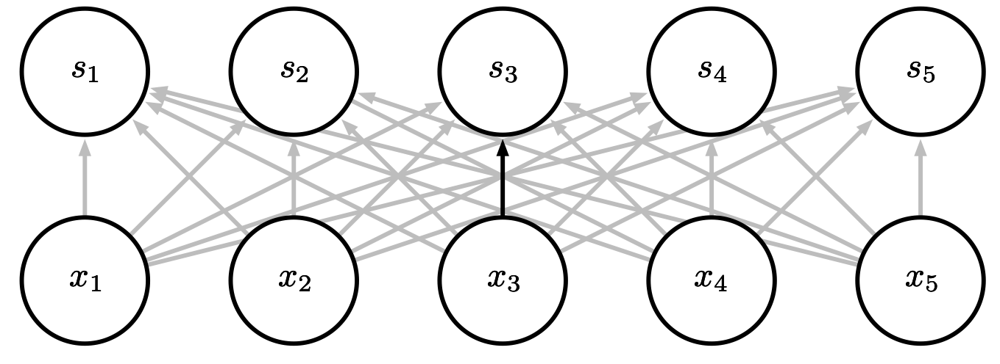 s₁ s₂ s₃ s₄ s₅
x₁ x₂ x₃ x₄ x₅